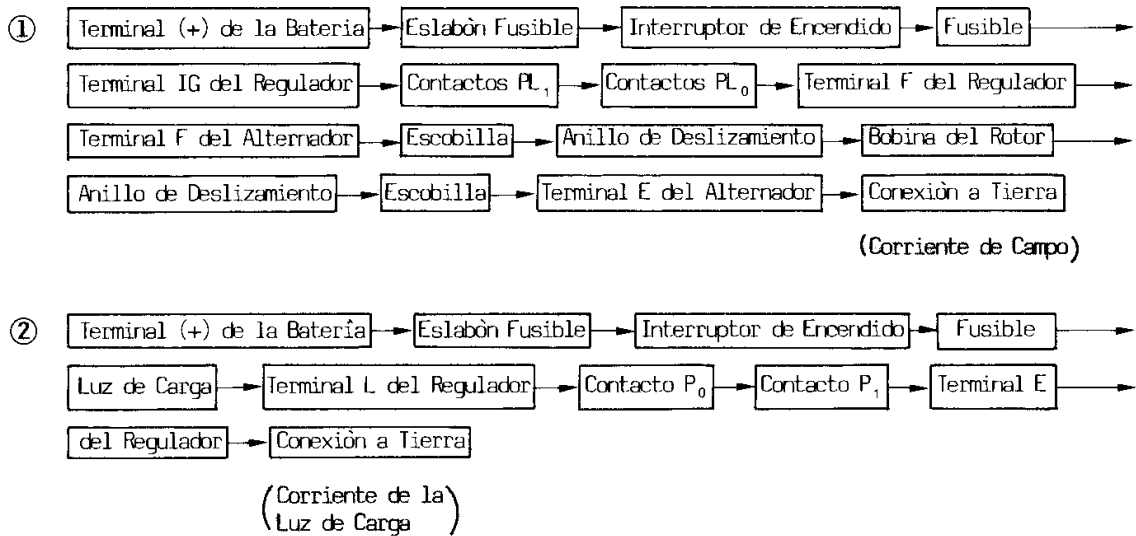 ① Terminal (+) de la Bateria Eslabòn Fusible Interruptor de Encendido Fusible
Terminal IG del Regulador Contactos PL₁ Contactos PL₀ Terminal F del Regulador
Terminal F del Alternador Escobilla Anillo de Deslizamiento Bobina del Rotor
Anillo de Deslizamiento Escobilla Terminal E del Alternador Conexiòn a Tierra
(Corriente de Campo)
② Terminal (+) de la Baterîa Eslabòn Fusible Interruptor de Encendido Fusible
Luz de Carga Terminal L del Regulador Contacto P₀ Contacto P₁ Terminal E
del Regulador Conexiòn a Tierra
(Corriente de la
Luz de Carga)